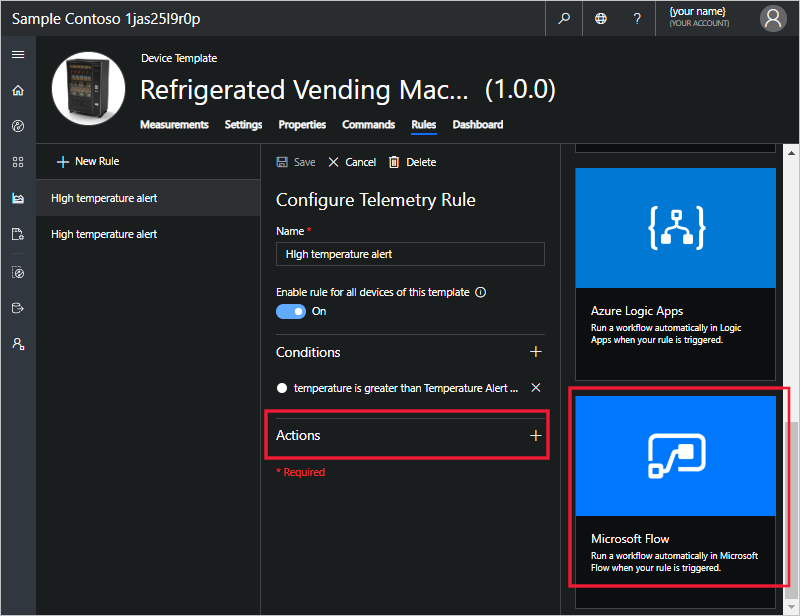 Sample Contoso 1jas25l9r0p
?
{your name}
(YOUR ACCOUNT)
Device Template
Refrigerated Vending Mac... (1.0.0)
Measurements Settings Properties Commands Rules Dashboard
New Rule
HIgh temperature alert
High temperature alert
Save Cancel Delete
Configure Telemetry Rule
Name *
HIgh temperature alert
Enable rule for all devices of this template
On
Conditions
temperature is greater than Temperature Alert ...
Actions
* Required
Azure Logic Apps
Run a workflow automatically in Logic
Apps when your rule is triggered.
Microsoft Flow
Run a workflow automatically in Microsoft
Flow when your rule is triggered.